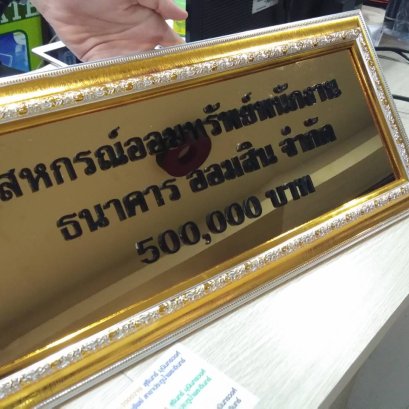 สหกรณ์ออมทรัพย์พนักงาน
ธนาคาร ออมสิน จำกัด
500,000 บาท